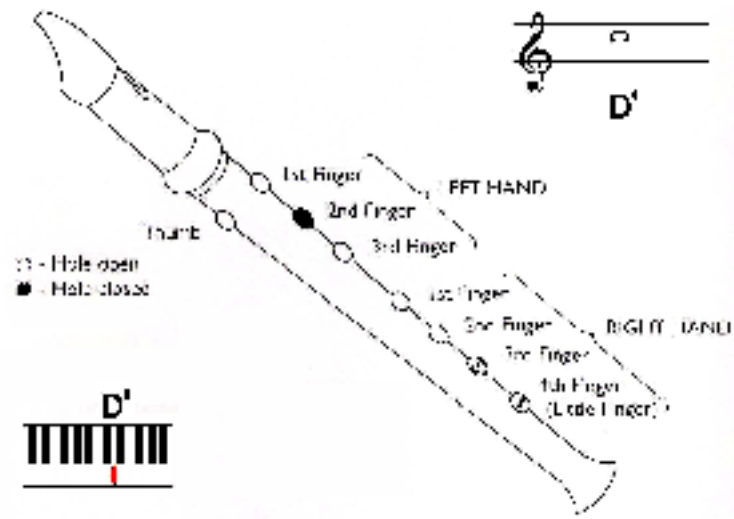 D'
1st Finger
LEFT HAND
2nd Finger
Thumb
3rd Finger
- Hole open
- Hole closed
1st Finger
2nd Finger
RIGHT HAND
3rd Finger
4th Finger
(Little Finger)
D'